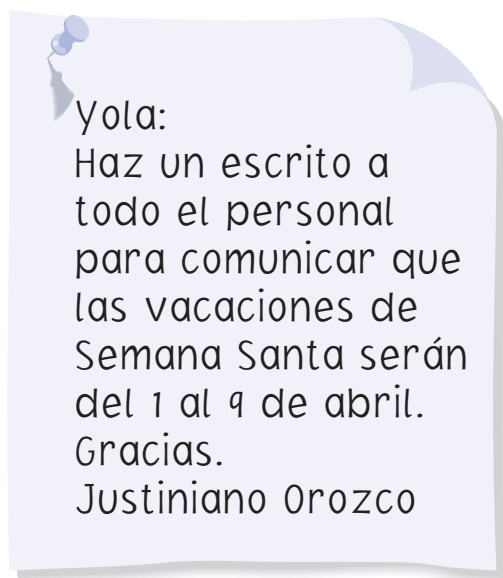 Yola:
Haz un escrito a
todo el personal
para comunicar que
las vacaciones de
Semana Santa serán
del 1 al 9 de abril.
Gracias.
Justiniano Orozco